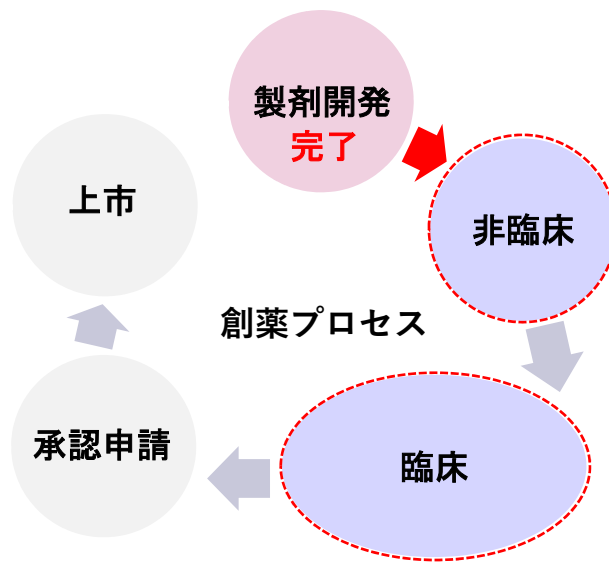 製剤開発
完了
非臨床
上市
創薬プロセス
臨床
承認申請